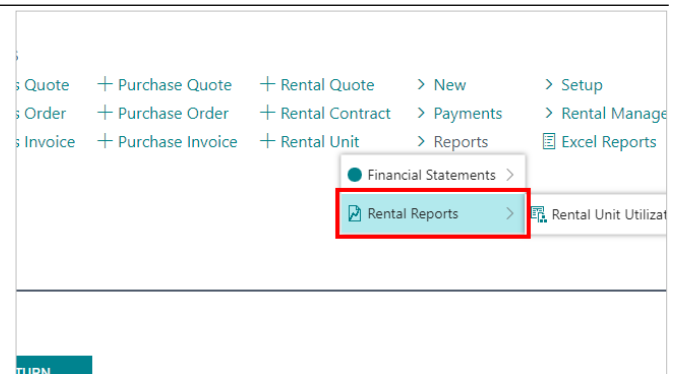 s Quote + Purchase Quote + Rental Quote > New > Setup
s Order + Purchase Order + Rental Contract > Payments > Rental Manage
s Invoice + Purchase Invoice + Rental Unit > Reports Excel Reports
Financial Statements >
Rental Reports > Rental Unit Utilizat
TURN